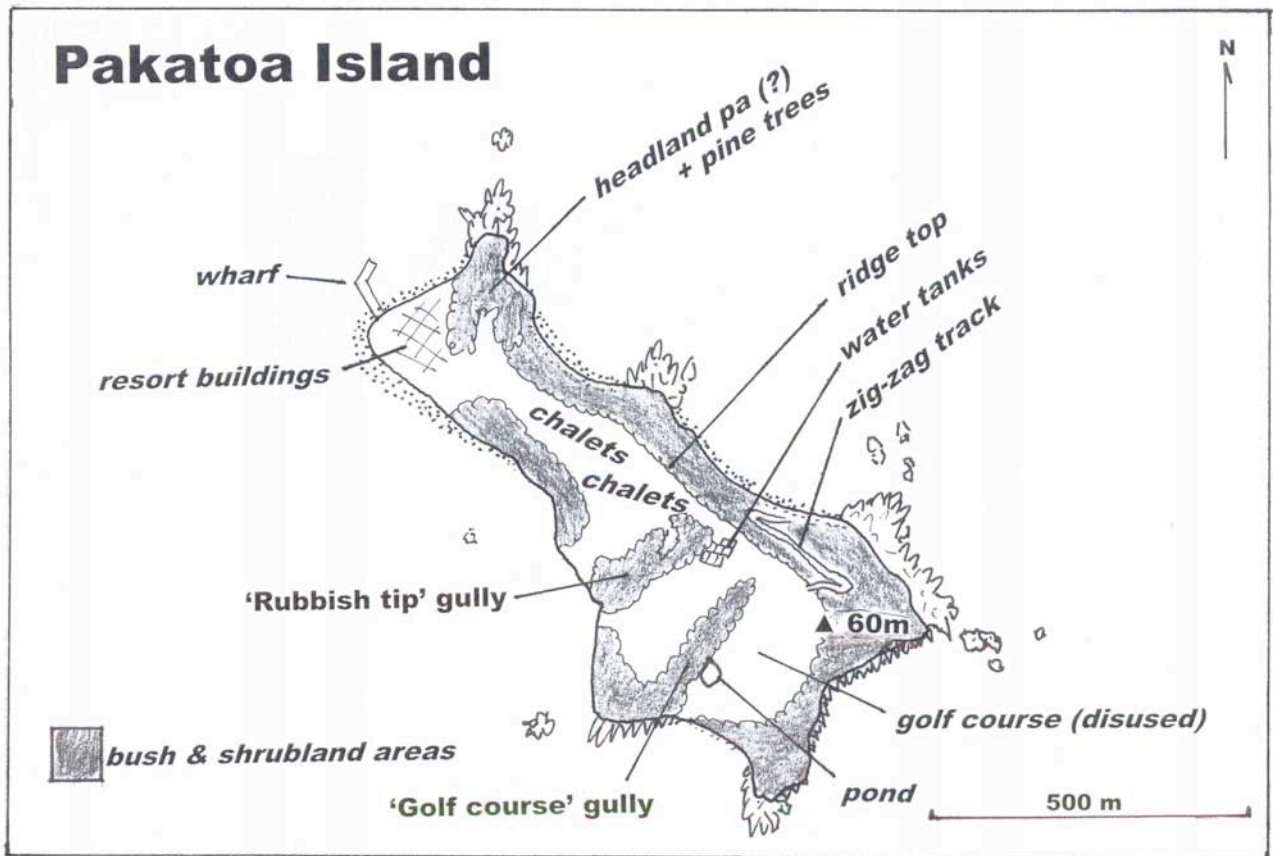 Pakatoa Island
N
headland pa (?)
+ pine trees
wharf
resort buildings
ridge top
water tanks
zig-zag track
chalets
chalets
'Rubbish tip' gully
▲ 60m
golf course (disused)
bush & shrubland areas
'Golf course' gully
pond
500 m